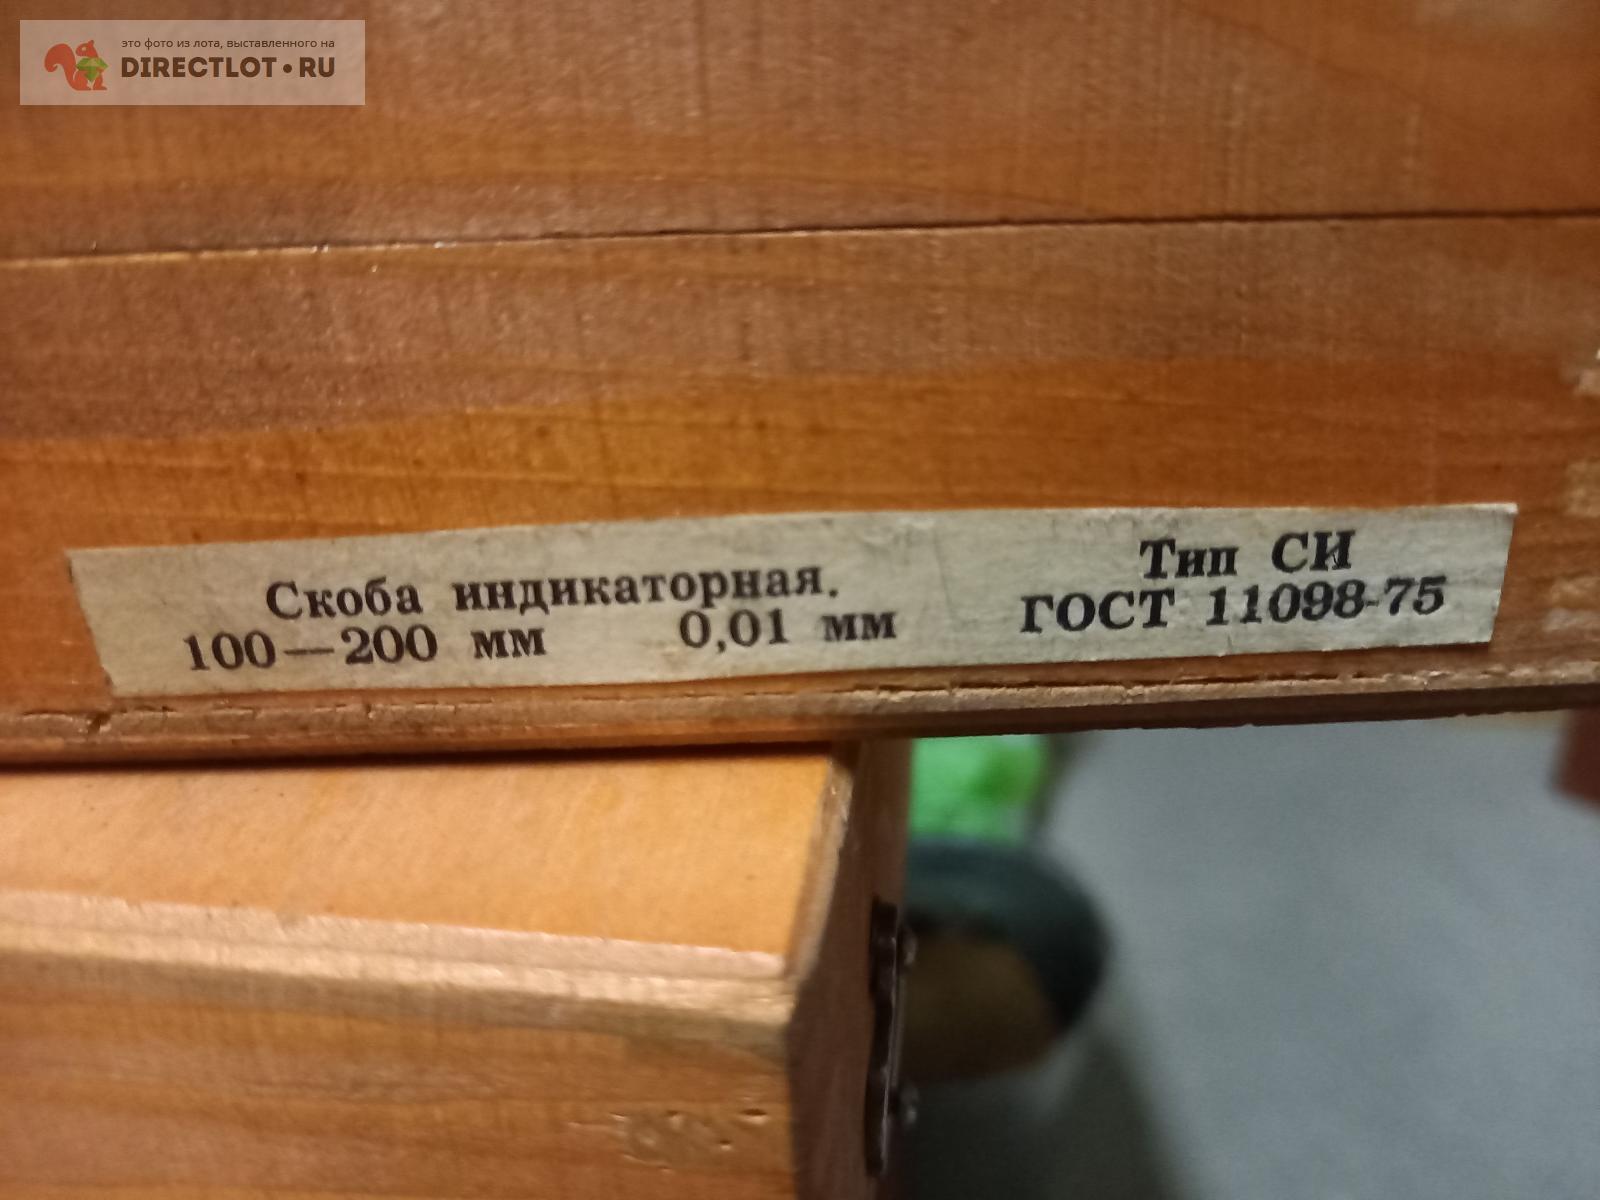 это фото из лота, выставленного на
DIRECTLOT•RU
Скоба индикаторная.
100—200 мм 0,01 мм
Тип СИ
ГОСТ 11098-75